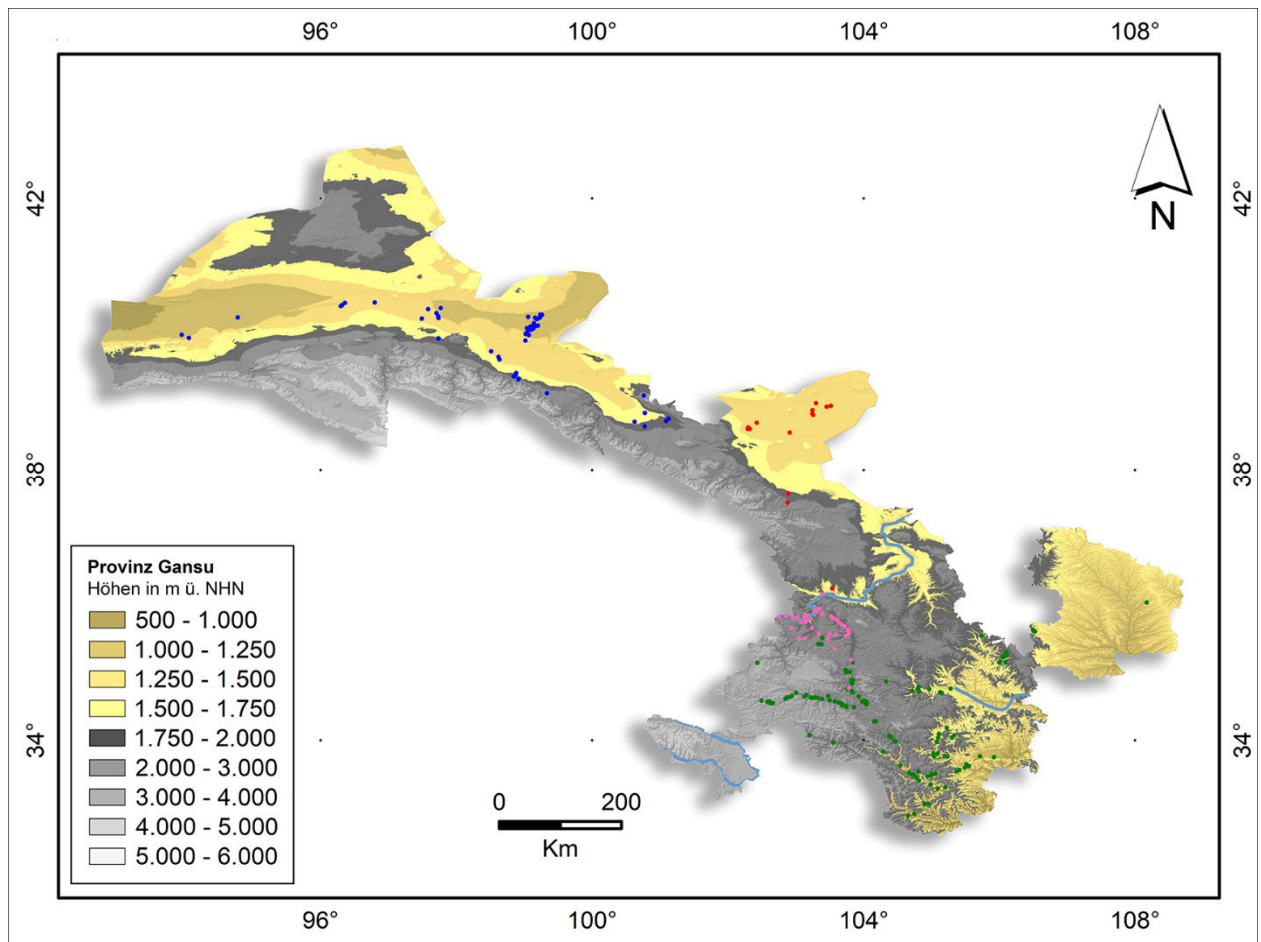 96° 100° 104° 108°
42° 42°
N
38° 38°
Provinz Gansu
Höhen in m ü. NHN
500 - 1.000
1.000 - 1.250
1.250 - 1.500
1.500 - 1.750
1.750 - 2.000
2.000 - 3.000
3.000 - 4.000
4.000 - 5.000
5.000 - 6.000
34° 34°
0 200
Km
96° 100° 104° 108°